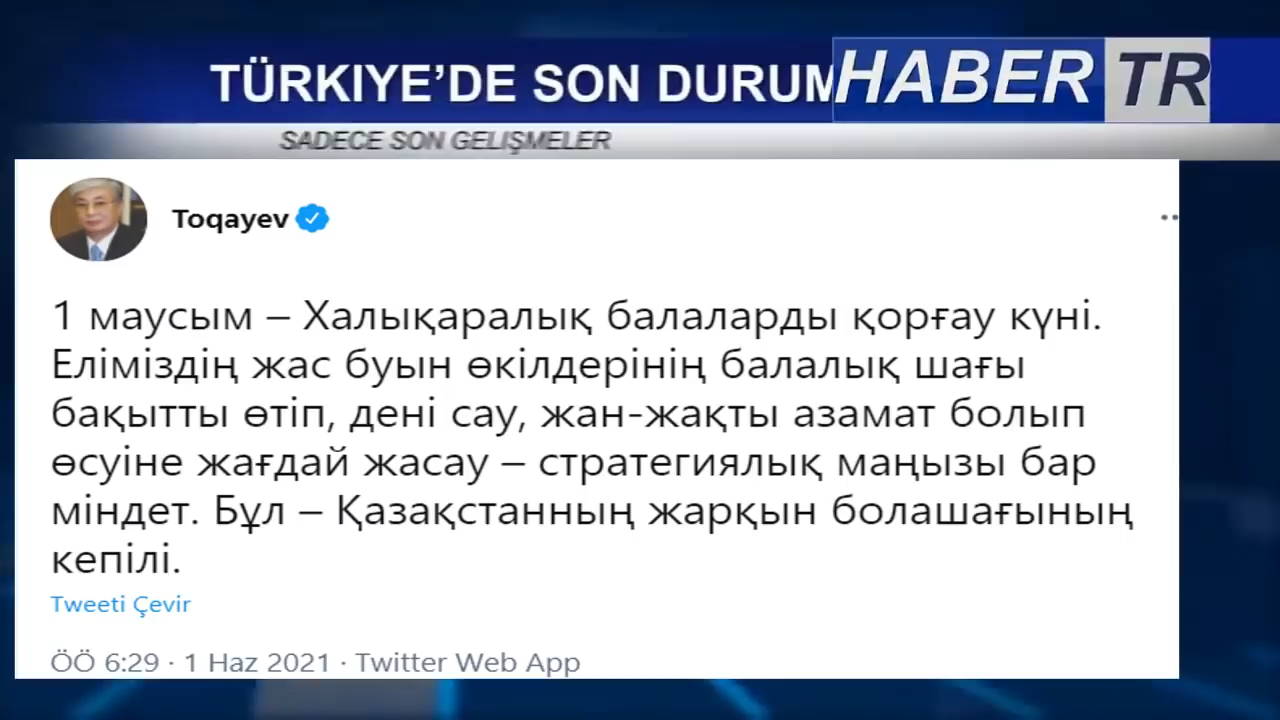 TÜRKIYE’DE SON DURUM
HABER TR
SADECE SON GELIŞMELER
Toqayev
1 маусым – Халықаралық балаларды қорғау күні.
Еліміздің жас буын өкілдерінің балалық шағы
бақытты өтіп, дені сау, жан-жақты азамат болып
өсуіне жағдай жасау – стратегиялық маңызы бар
міндет. Бұл – Қазақстанның жарқын болашағының
кепілі.
Tweeti Çevir
ÖÖ 6:29 · 1 Haz 2021 · Twitter Web App